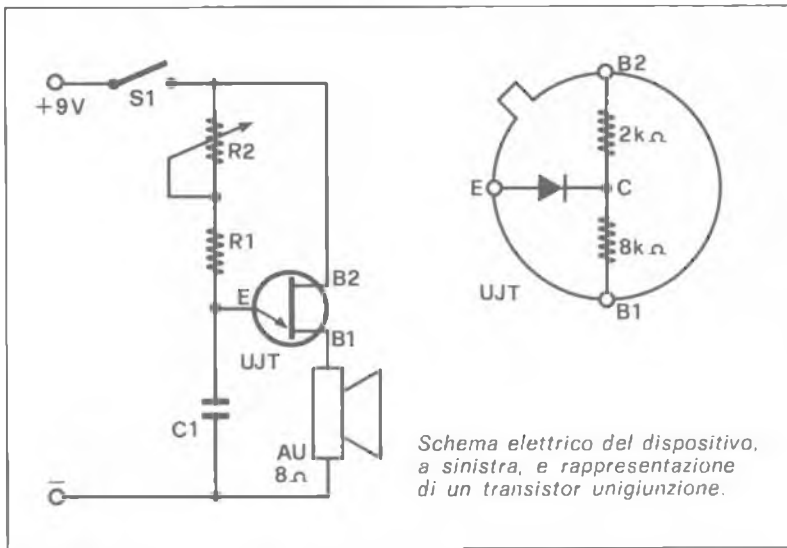 S1
+9V
R2
R1
E
B2
B1
UJT
C1
AU
8Ω
–
B2
2kΩ
E
C
8kΩ
UJT
B1
Schema elettrico del dispositivo,
a sinistra, e rappresentazione
di un transistor unigiunzione.